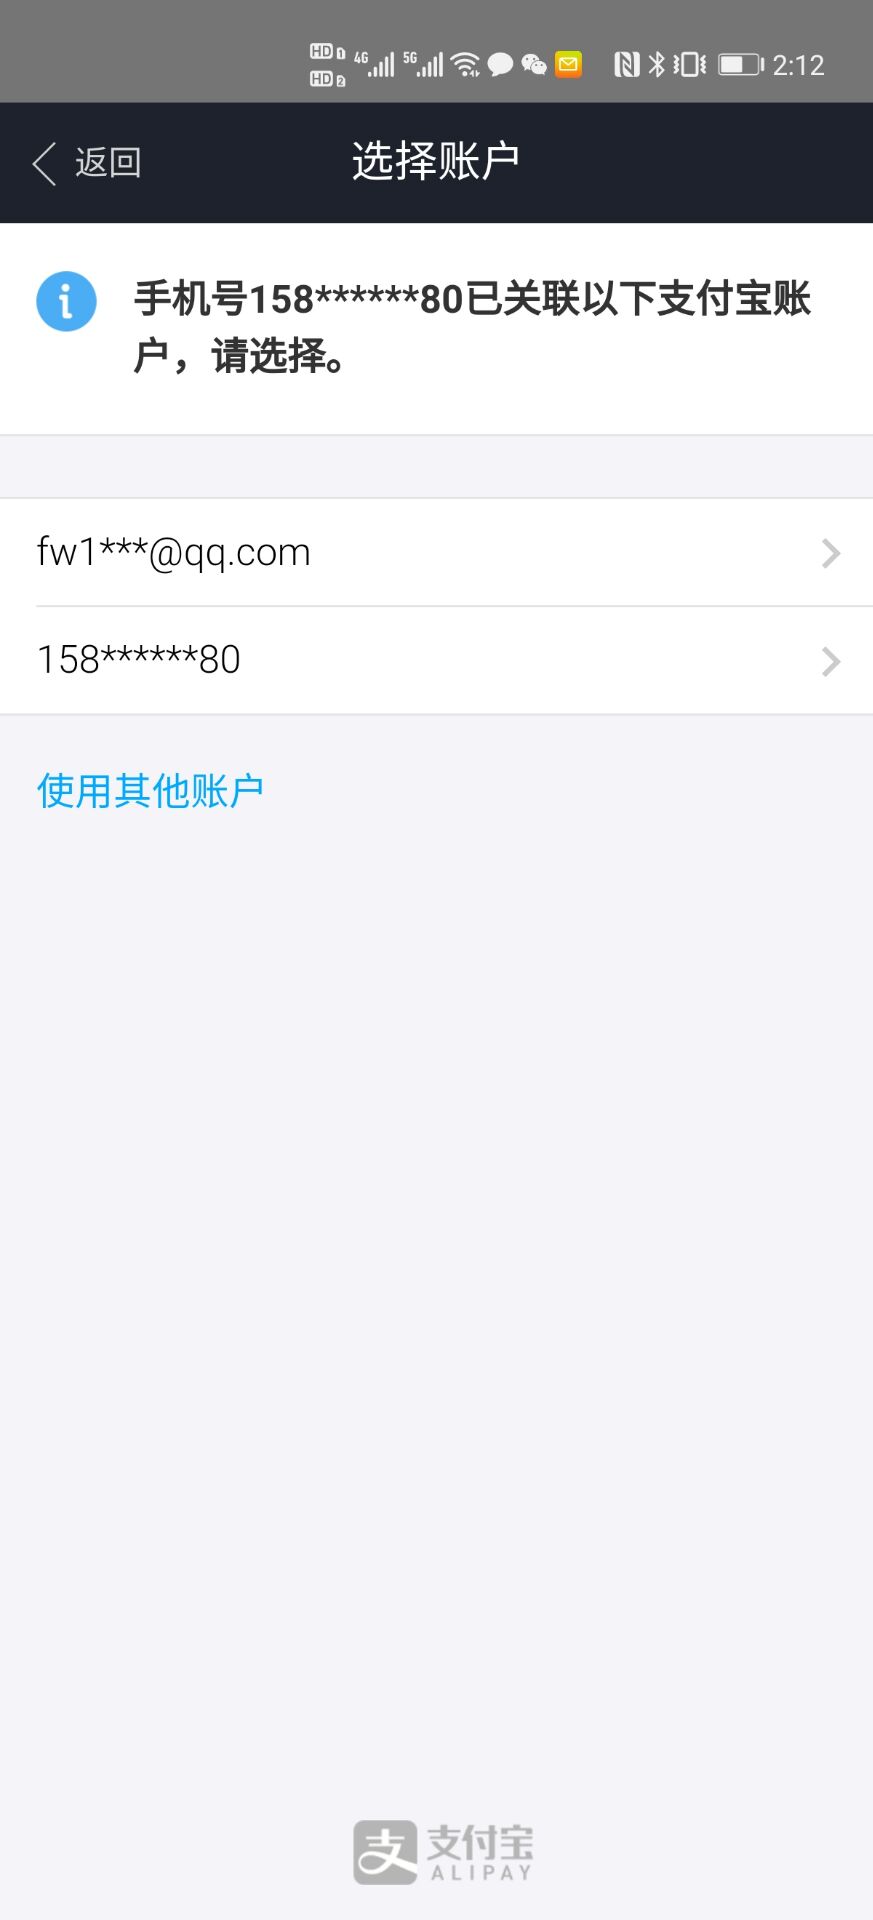 HD 1 4G 5G 2:12
HD 2
返回
选择账户
手机号158******80已关联以下支付宝账
户，请选择。
fw1***@qq.com
158******80
使用其他账户
支 支付宝
ALIPAY